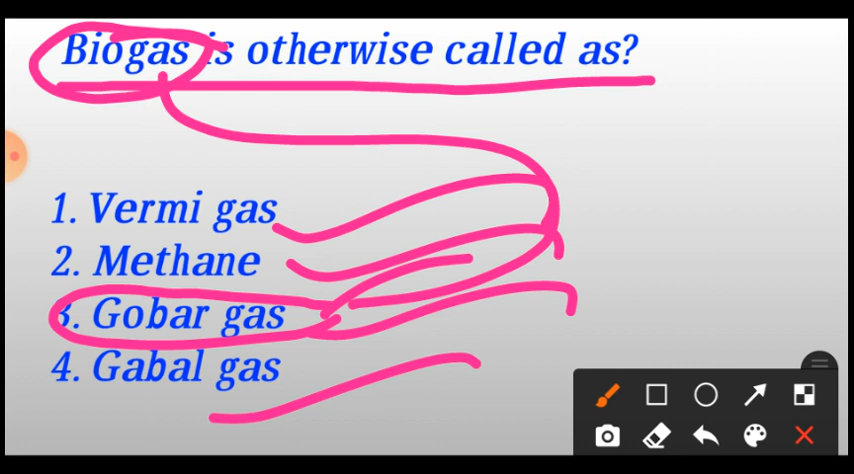 Biogas is otherwise called as?
1. Vermi gas
2. Methane
3. Gobar gas
4. Gabal gas